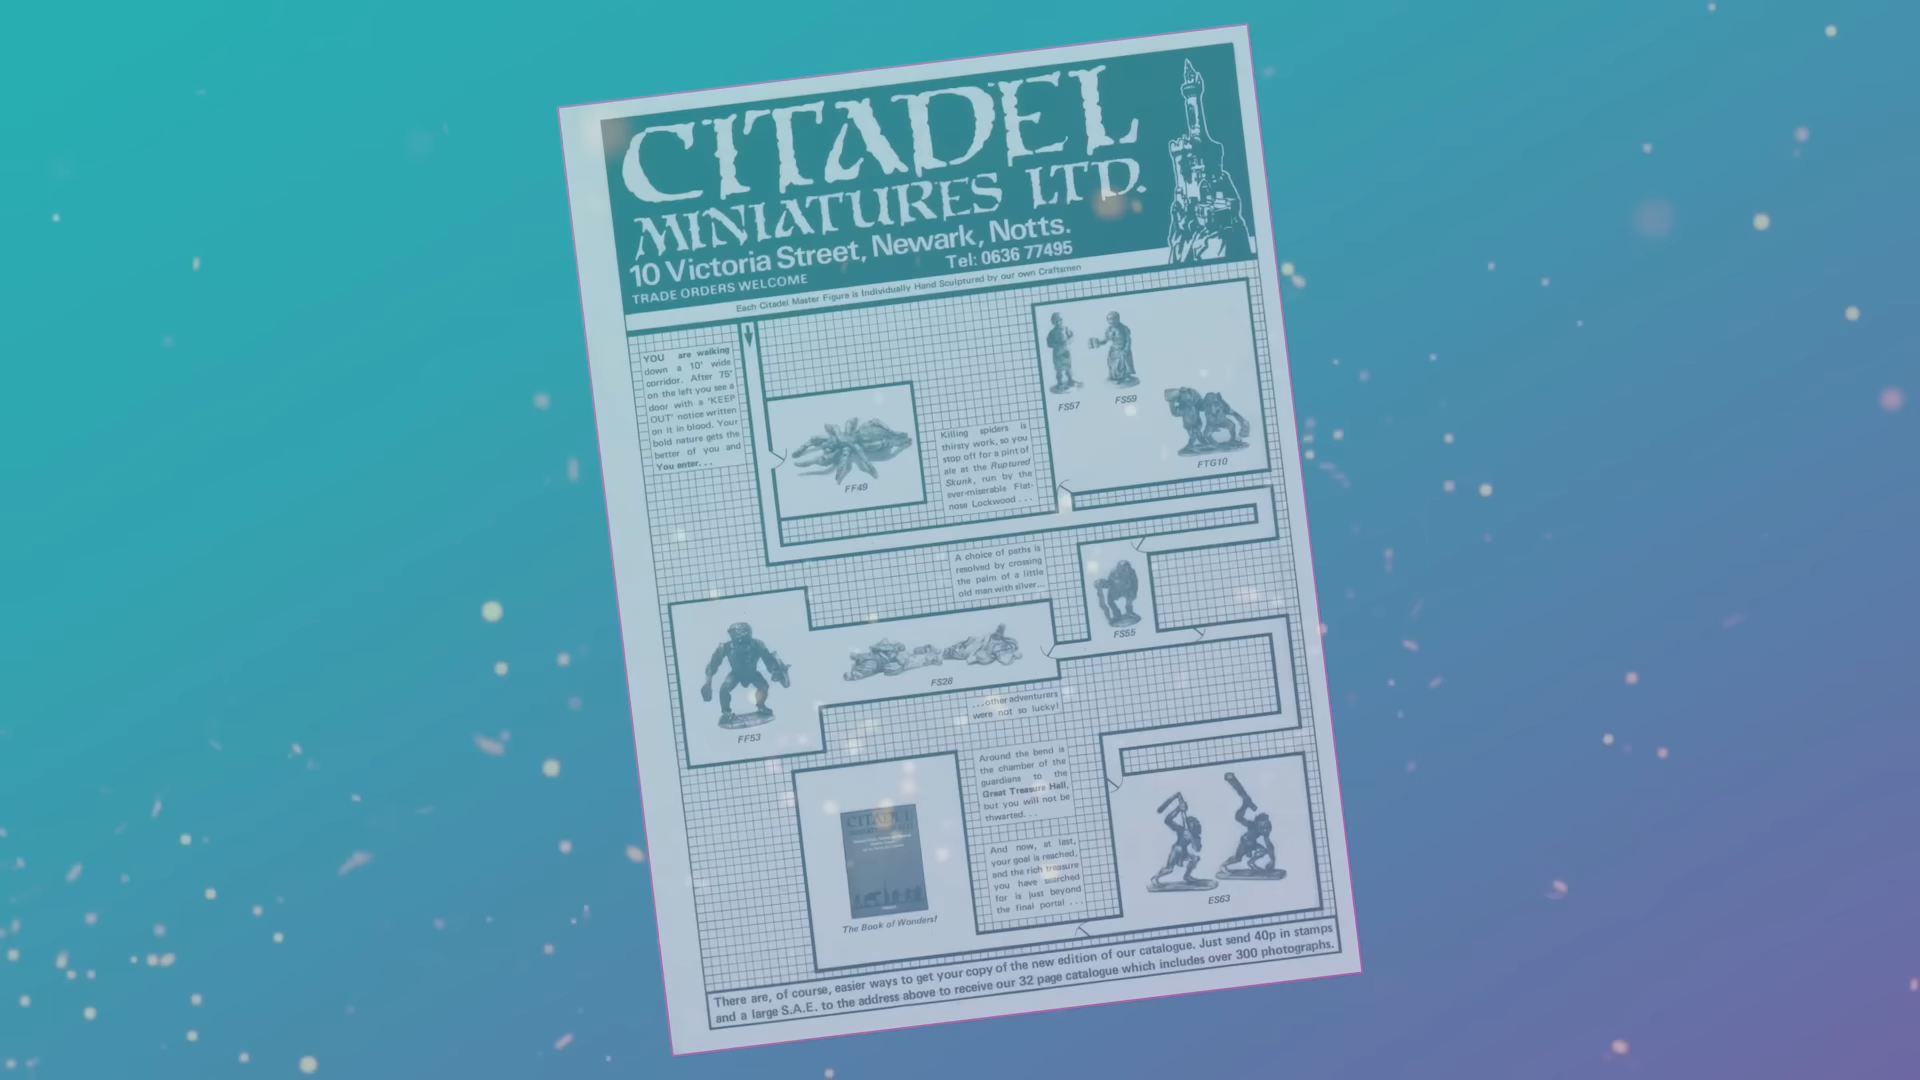 CITADEL
MINIATURES LTD.
10 Victoria Street, Newark, Notts.
TRADE ORDERS WELCOME
Tel: 0636 77495
Each Citadel Master Figure is Individually Hand Sculptured by our own Craftsmen
YOU are walking
down a 10' wide
corridor. After 75'
on the left you see a
door with a 'KEEP
OUT' notice written
on it in blood. Your
bold nature gets the
better of you and
You enter. . .
FF49
Killing spiders is
thirsty work, so you
stop off for a pint of
ale at the Ruptured
Skunk, run by the
ever-miserable Flat-
nose Lockwood . . .
FS57
FS59
FTG10
A choice of paths is
resolved by crossing
the palm of a little
old man with silver...
FS55
FS28
FF53
. . .other adventurers
were not so lucky!
Around the bend is
the chamber of the
guardians to the
Great Treasure Hall,
but you will not be
thwarted. . .
ES63
And now, at last,
your goal is reached,
and the rich treasure
you have searched
for is just beyond
the final portal . . .
CITADEL
The Book of Wonders!
There are, of course, easier ways to get your copy of the new edition of our catalogue. Just send 40p in stamps
and a large S.A.E. to the address above to receive our 32 page catalogue which includes over 300 photographs.